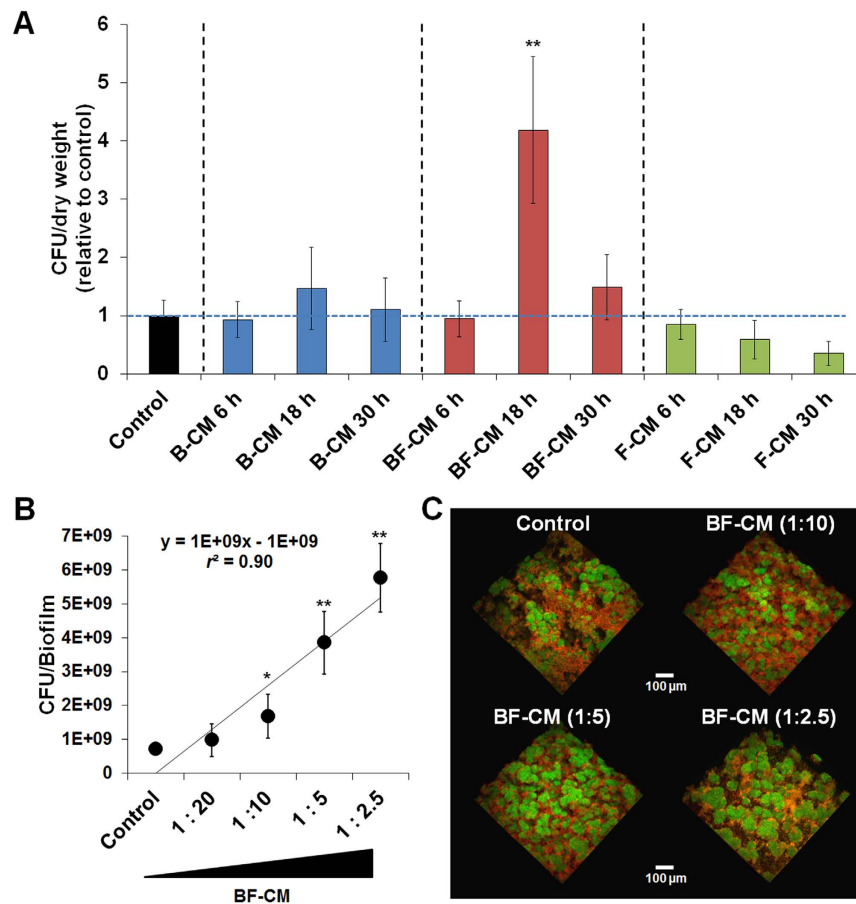 A
CFU/dry weight
(relative to control)
6
5
4
3
2
1
0
**
Control
B-CM 6 h
B-CM 18 h
B-CM 30 h
BF-CM 6 h
BF-CM 18 h
BF-CM 30 h
F-CM 6 h
F-CM 18 h
F-CM 30 h
B
CFU/Biofilm
7E+09
6E+09
5E+09
4E+09
3E+09
2E+09
1E+09
0
y = 1E+09x - 1E+09
r² = 0.90
*
**
**
Control
1 : 20
1 :10
1 : 5
1 : 2.5
BF-CM
C
Control
BF-CM (1:10)
100 µm
BF-CM (1:5)
BF-CM (1:2.5)
100 µm